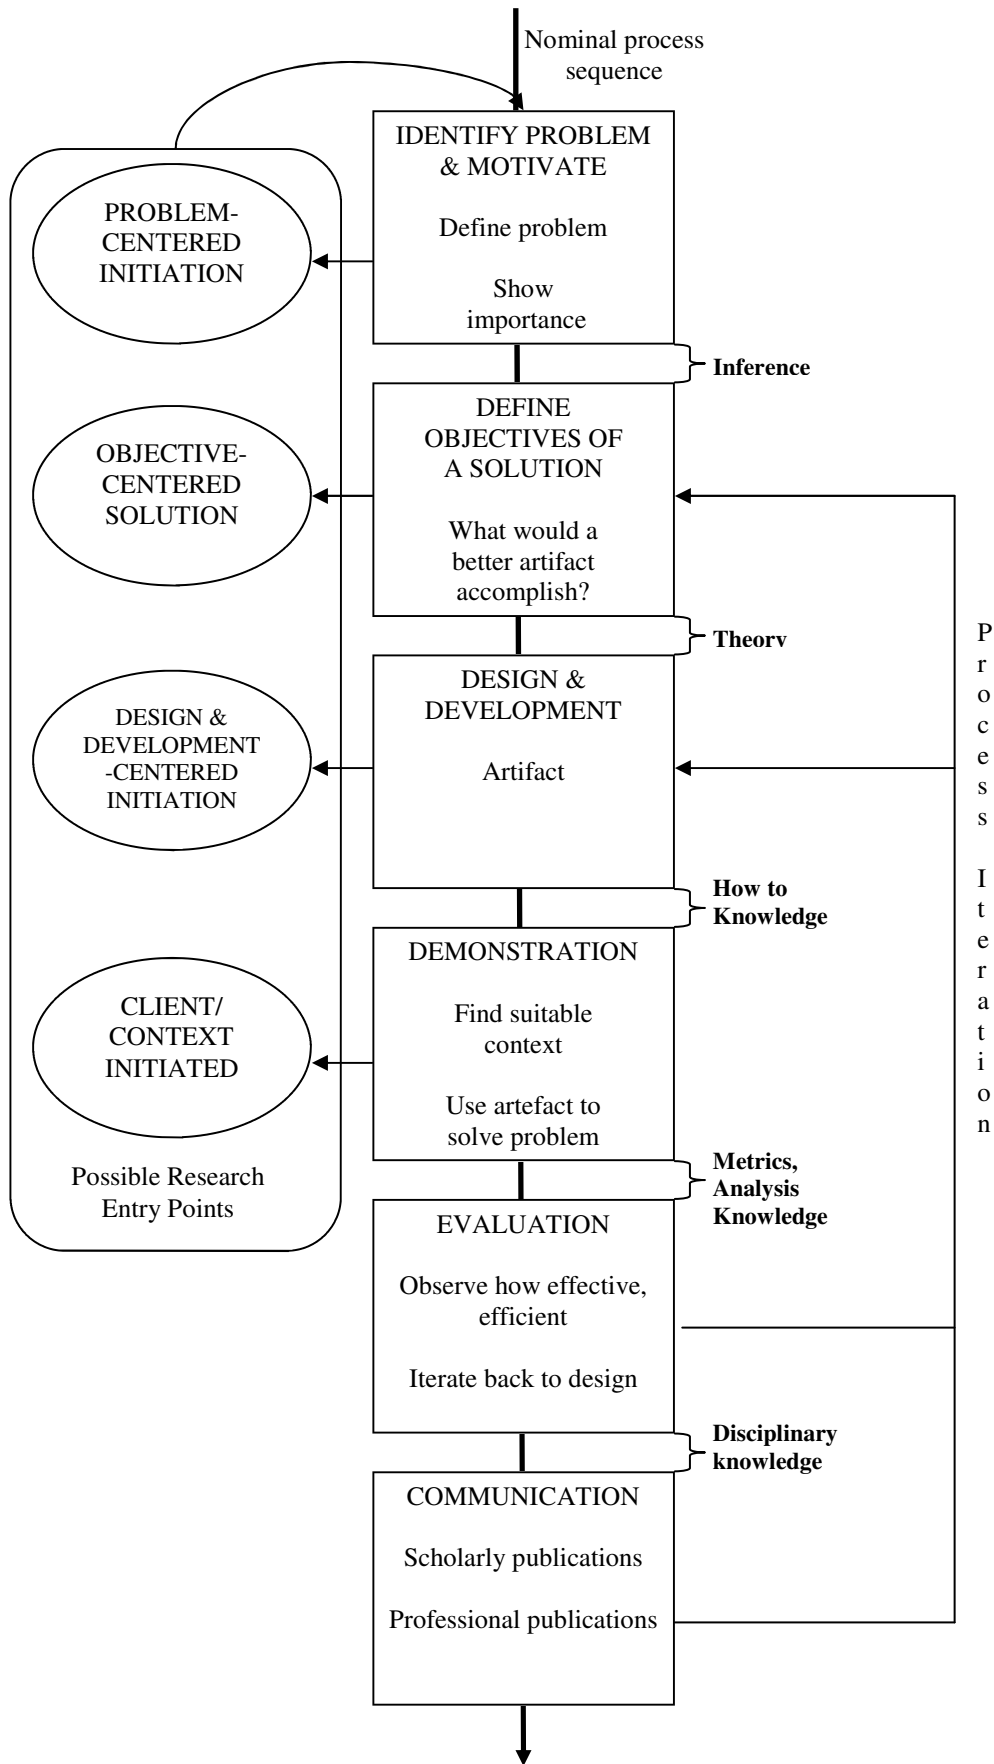 Nominal process
sequence
IDENTIFY PROBLEM
& MOTIVATE
Define problem
Show
importance
PROBLEM-
CENTERED
INITIATION
Inference
DEFINE
OBJECTIVES OF
A SOLUTION
What would a
better artifact
accomplish?
OBJECTIVE-
CENTERED
SOLUTION
Theorv
DESIGN &
DEVELOPMENT
Artifact
DESIGN &
DEVELOPMENT
-CENTERED
INITIATION
How to
Knowledge
DEMONSTRATION
Find suitable
context
Use artefact to
solve problem
CLIENT/
CONTEXT
INITIATED
Possible Research
Entry Points
Metrics,
Analysis
Knowledge
EVALUATION
Observe how effective,
efficient
Iterate back to design
Disciplinary
knowledge
COMMUNICATION
Scholarly publications
Professional publications
Process Iteration